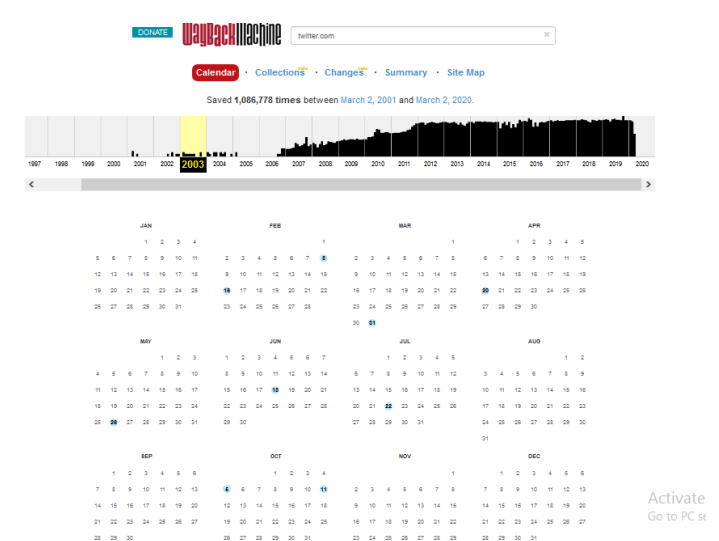 DONATE
WayBackMachine
twitter.com ×
Calendar · Collections beta · Changes beta · Summary · Site Map
Saved 1,086,778 times between March 2, 2001 and March 2, 2020.
1997 1998 1999 2000 2001 2002 2003 2004 2005 2006 2007 2008 2009 2010 2011 2012 2013 2014 2015 2016 2017 2018 2019 2020
JAN FEB MAR APR
1 2 3 4 1 1 1 2 3 4 5
5 6 7 8 9 10 11 2 3 4 5 6 7 8 2 3 4 5 6 7 8 6 7 8 9 10 11 12
12 13 14 15 16 17 18 9 10 11 12 13 14 15 9 10 11 12 13 14 15 13 14 15 16 17 18 19
19 20 21 22 23 24 25 16 17 18 19 20 21 22 16 17 18 19 20 21 22 20 21 22 23 24 25 26
26 27 28 29 30 31 23 24 25 26 27 28 23 24 25 26 27 28 29 27 28 29 30
30 31
MAY JUN JUL AUG
1 2 3 1 2 3 4 5 6 7 1 2 3 4 5 1 2
4 5 6 7 8 9 10 8 9 10 11 12 13 14 6 7 8 9 10 11 12 3 4 5 6 7 8 9
11 12 13 14 15 16 17 15 16 17 18 19 20 21 13 14 15 16 17 18 19 10 11 12 13 14 15 16
18 19 20 21 22 23 24 22 23 24 25 26 27 28 20 21 22 23 24 25 26 17 18 19 20 21 22 23
25 26 27 28 29 30 31 29 30 27 28 29 30 31 24 25 26 27 28 29 30
31
SEP OCT NOV DEC
1 2 3 4 5 6 1 2 3 4 1 1 2 3 4 5 6
7 8 9 10 11 12 13 5 6 7 8 9 10 11 2 3 4 5 6 7 8 7 8 9 10 11 12 13
14 15 16 17 18 19 20 12 13 14 15 16 17 18 9 10 11 12 13 14 15 14 15 16 17 18 19 20
21 22 23 24 25 26 27 19 20 21 22 23 24 25 16 17 18 19 20 21 22 21 22 23 24 25 26 27
28 29 30 26 27 28 29 30 31 23 24 25 26 27 28 29 28 29 30 31
Activate
Go to PC se